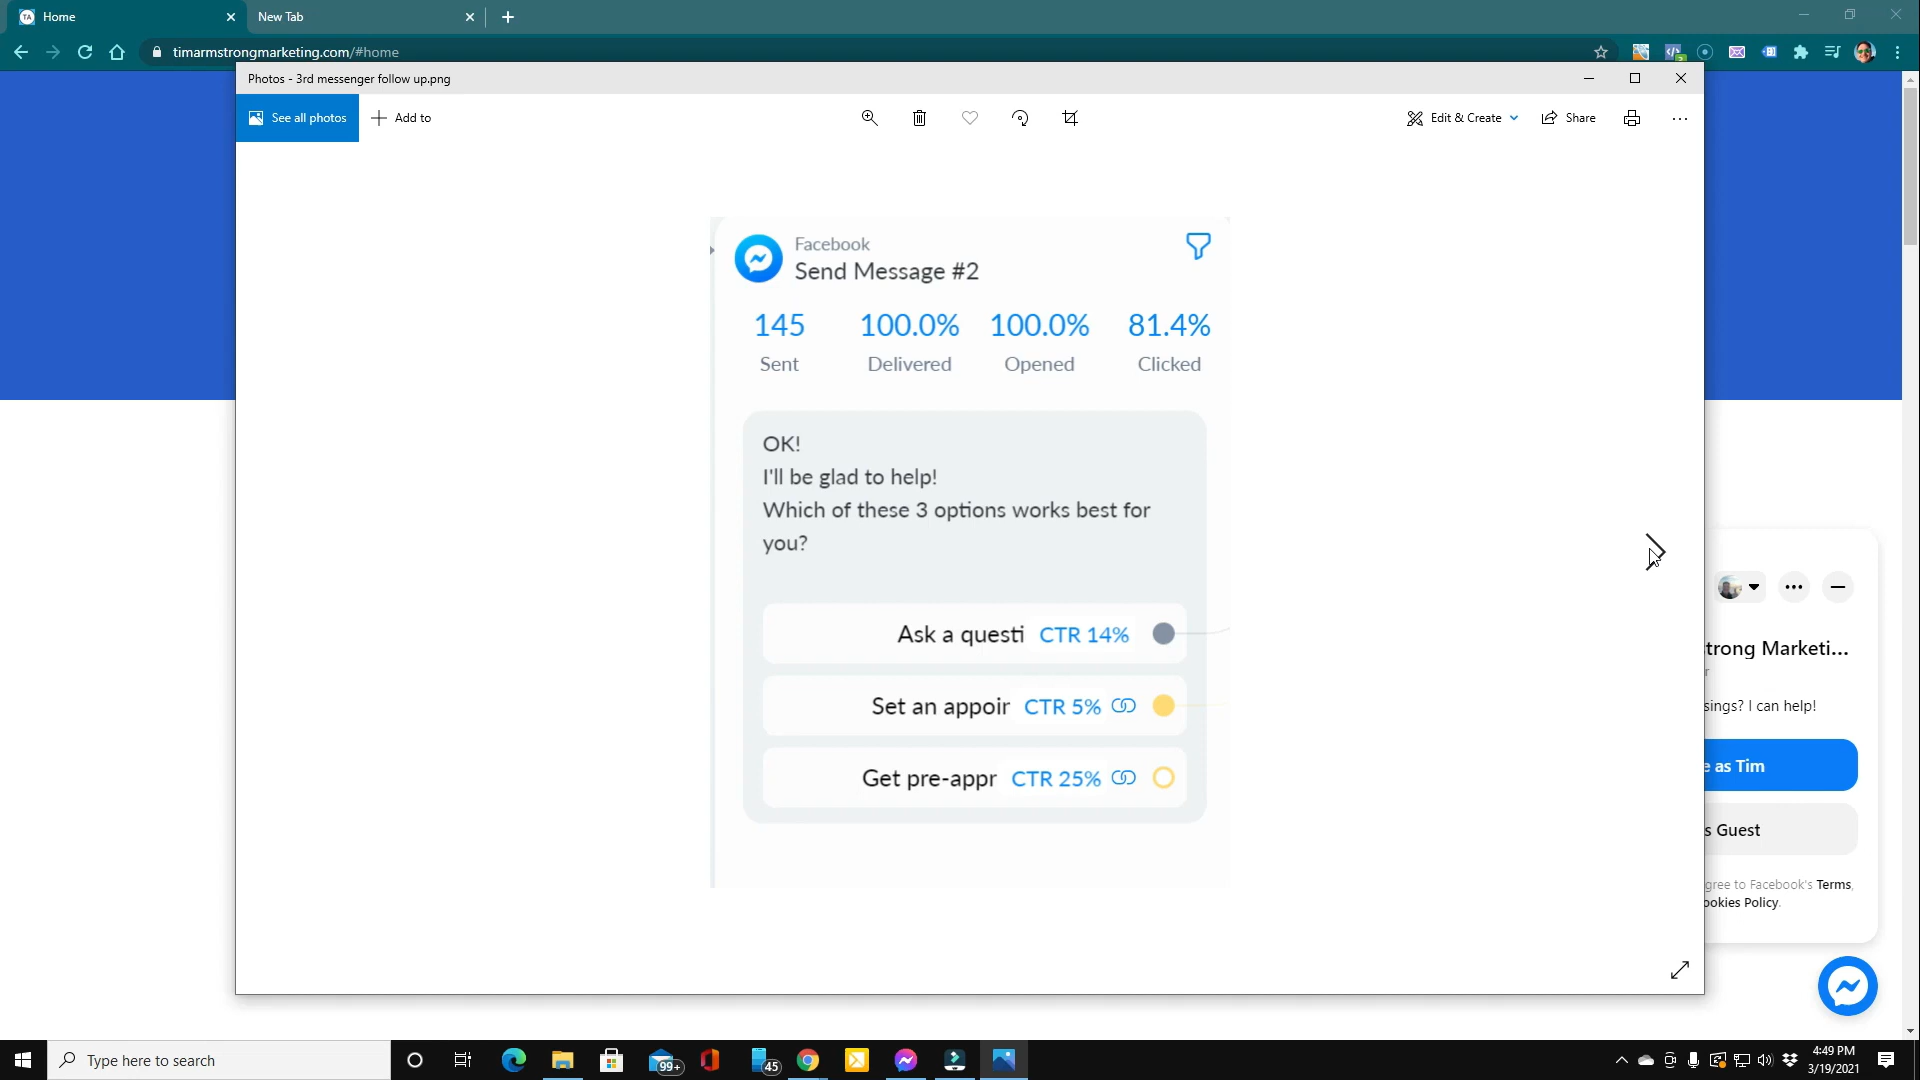 Home
New Tab
timarmstrongmarketing.com/#home
Photos - 3rd messenger follow up.png
See all photos
Add to
Edit & Create
Share
Facebook
Send Message #2
145 100.0% 100.0% 81.4%
Sent Delivered Opened Clicked
OK!
I'll be glad to help!
Which of these 3 options works best for
you?
Ask a questi CTR 14%
Set an appoir CTR 5%
Get pre-appr CTR 25%
trong Marketi...
r
sings? I can help!
e as Tim
s Guest
gree to Facebook's Terms,
ookies Policy.
Type here to search
99+
45
4:49 PM
3/19/2021